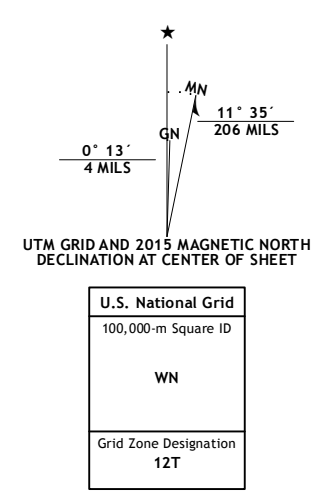 ★
MN
11° 35´
206 MILS
GN
0° 13´
4 MILS
UTM GRID AND 2015 MAGNETIC NORTH
DECLINATION AT CENTER OF SHEET
U.S. National Grid
100,000-m Square ID
WN
Grid Zone Designation
12T